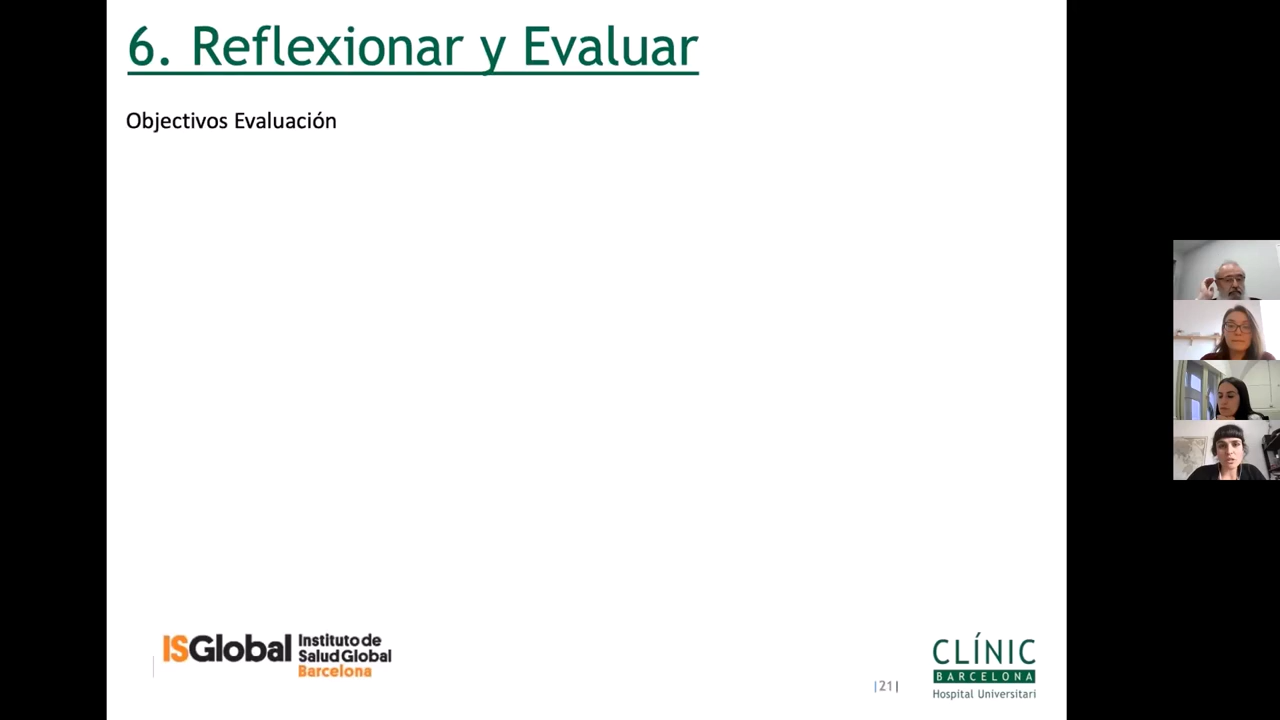 6. Reflexionar y Evaluar
Objectivos Evaluación
ISGlobal
Instituto de
Salud Global
Barcelona
|21|
CLÍNIC
BARCELONA
Hospital Universitari